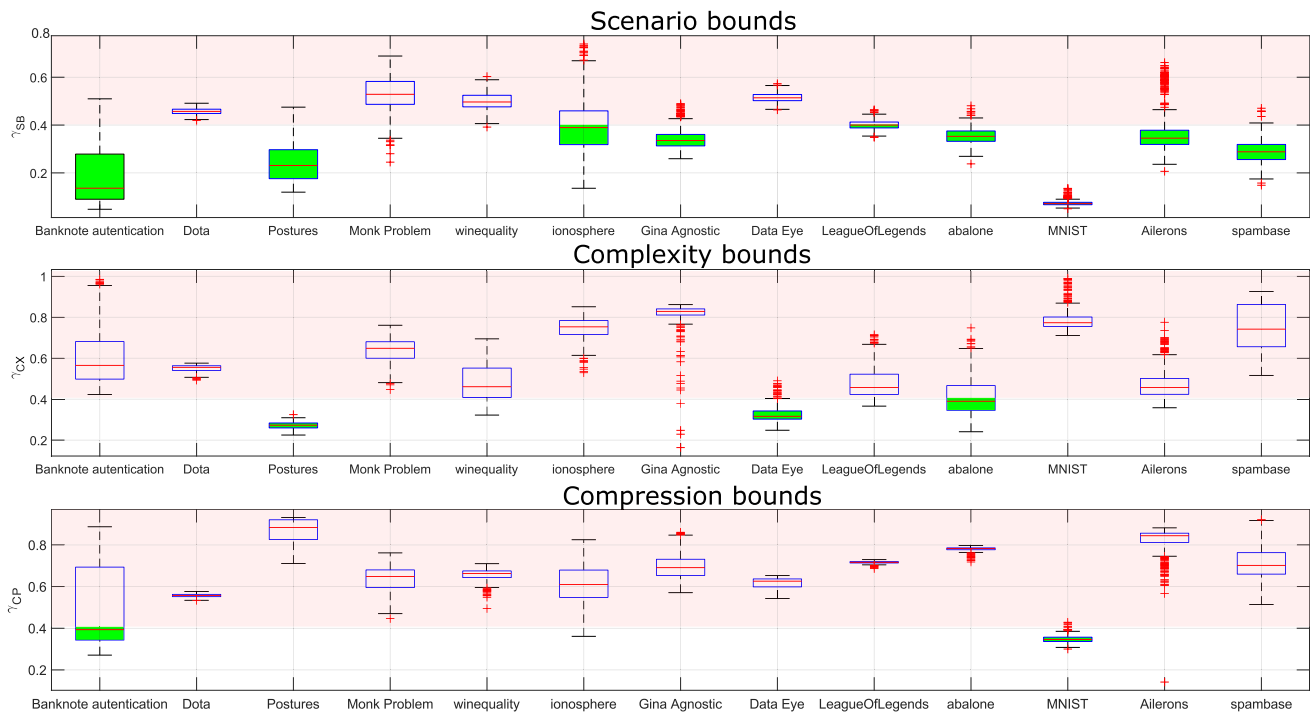 Scenario bounds
0.8
0.6
0.4
0.2
γSB
Banknote autentication Dota Postures Monk Problem winequality ionosphere Gina Agnostic Data Eye LeagueOfLegends abalone MNIST Ailerons spambase
Complexity bounds
1
0.8
0.6
0.4
0.2
γCX
Banknote autentication Dota Postures Monk Problem winequality ionosphere Gina Agnostic Data Eye LeagueOfLegends abalone MNIST Ailerons spambase
Compression bounds
0.8
0.6
0.4
0.2
γCP
Banknote autentication Dota Postures Monk Problem winequality ionosphere Gina Agnostic Data Eye LeagueOfLegends abalone MNIST Ailerons spambase